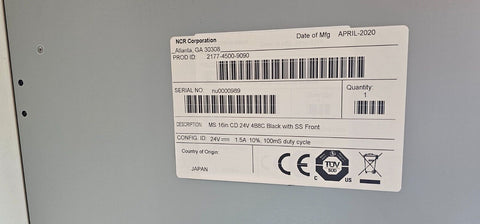 NCR Corporation
Date of Mfg APRIL-2020
Atlanta, GA 30308
PROD ID: 2177-4500-9090
SERIAL NO: nu0000989
Quantity:
1
DESCRIPTION: MS 16in CD 24V 4B8C Black with SS Front
CONFIG. ID: 24V 1.5A 10%, 100mS duty cycle
Country of Origin:
JAPAN
CE CE
TÜV
SÜD
C US